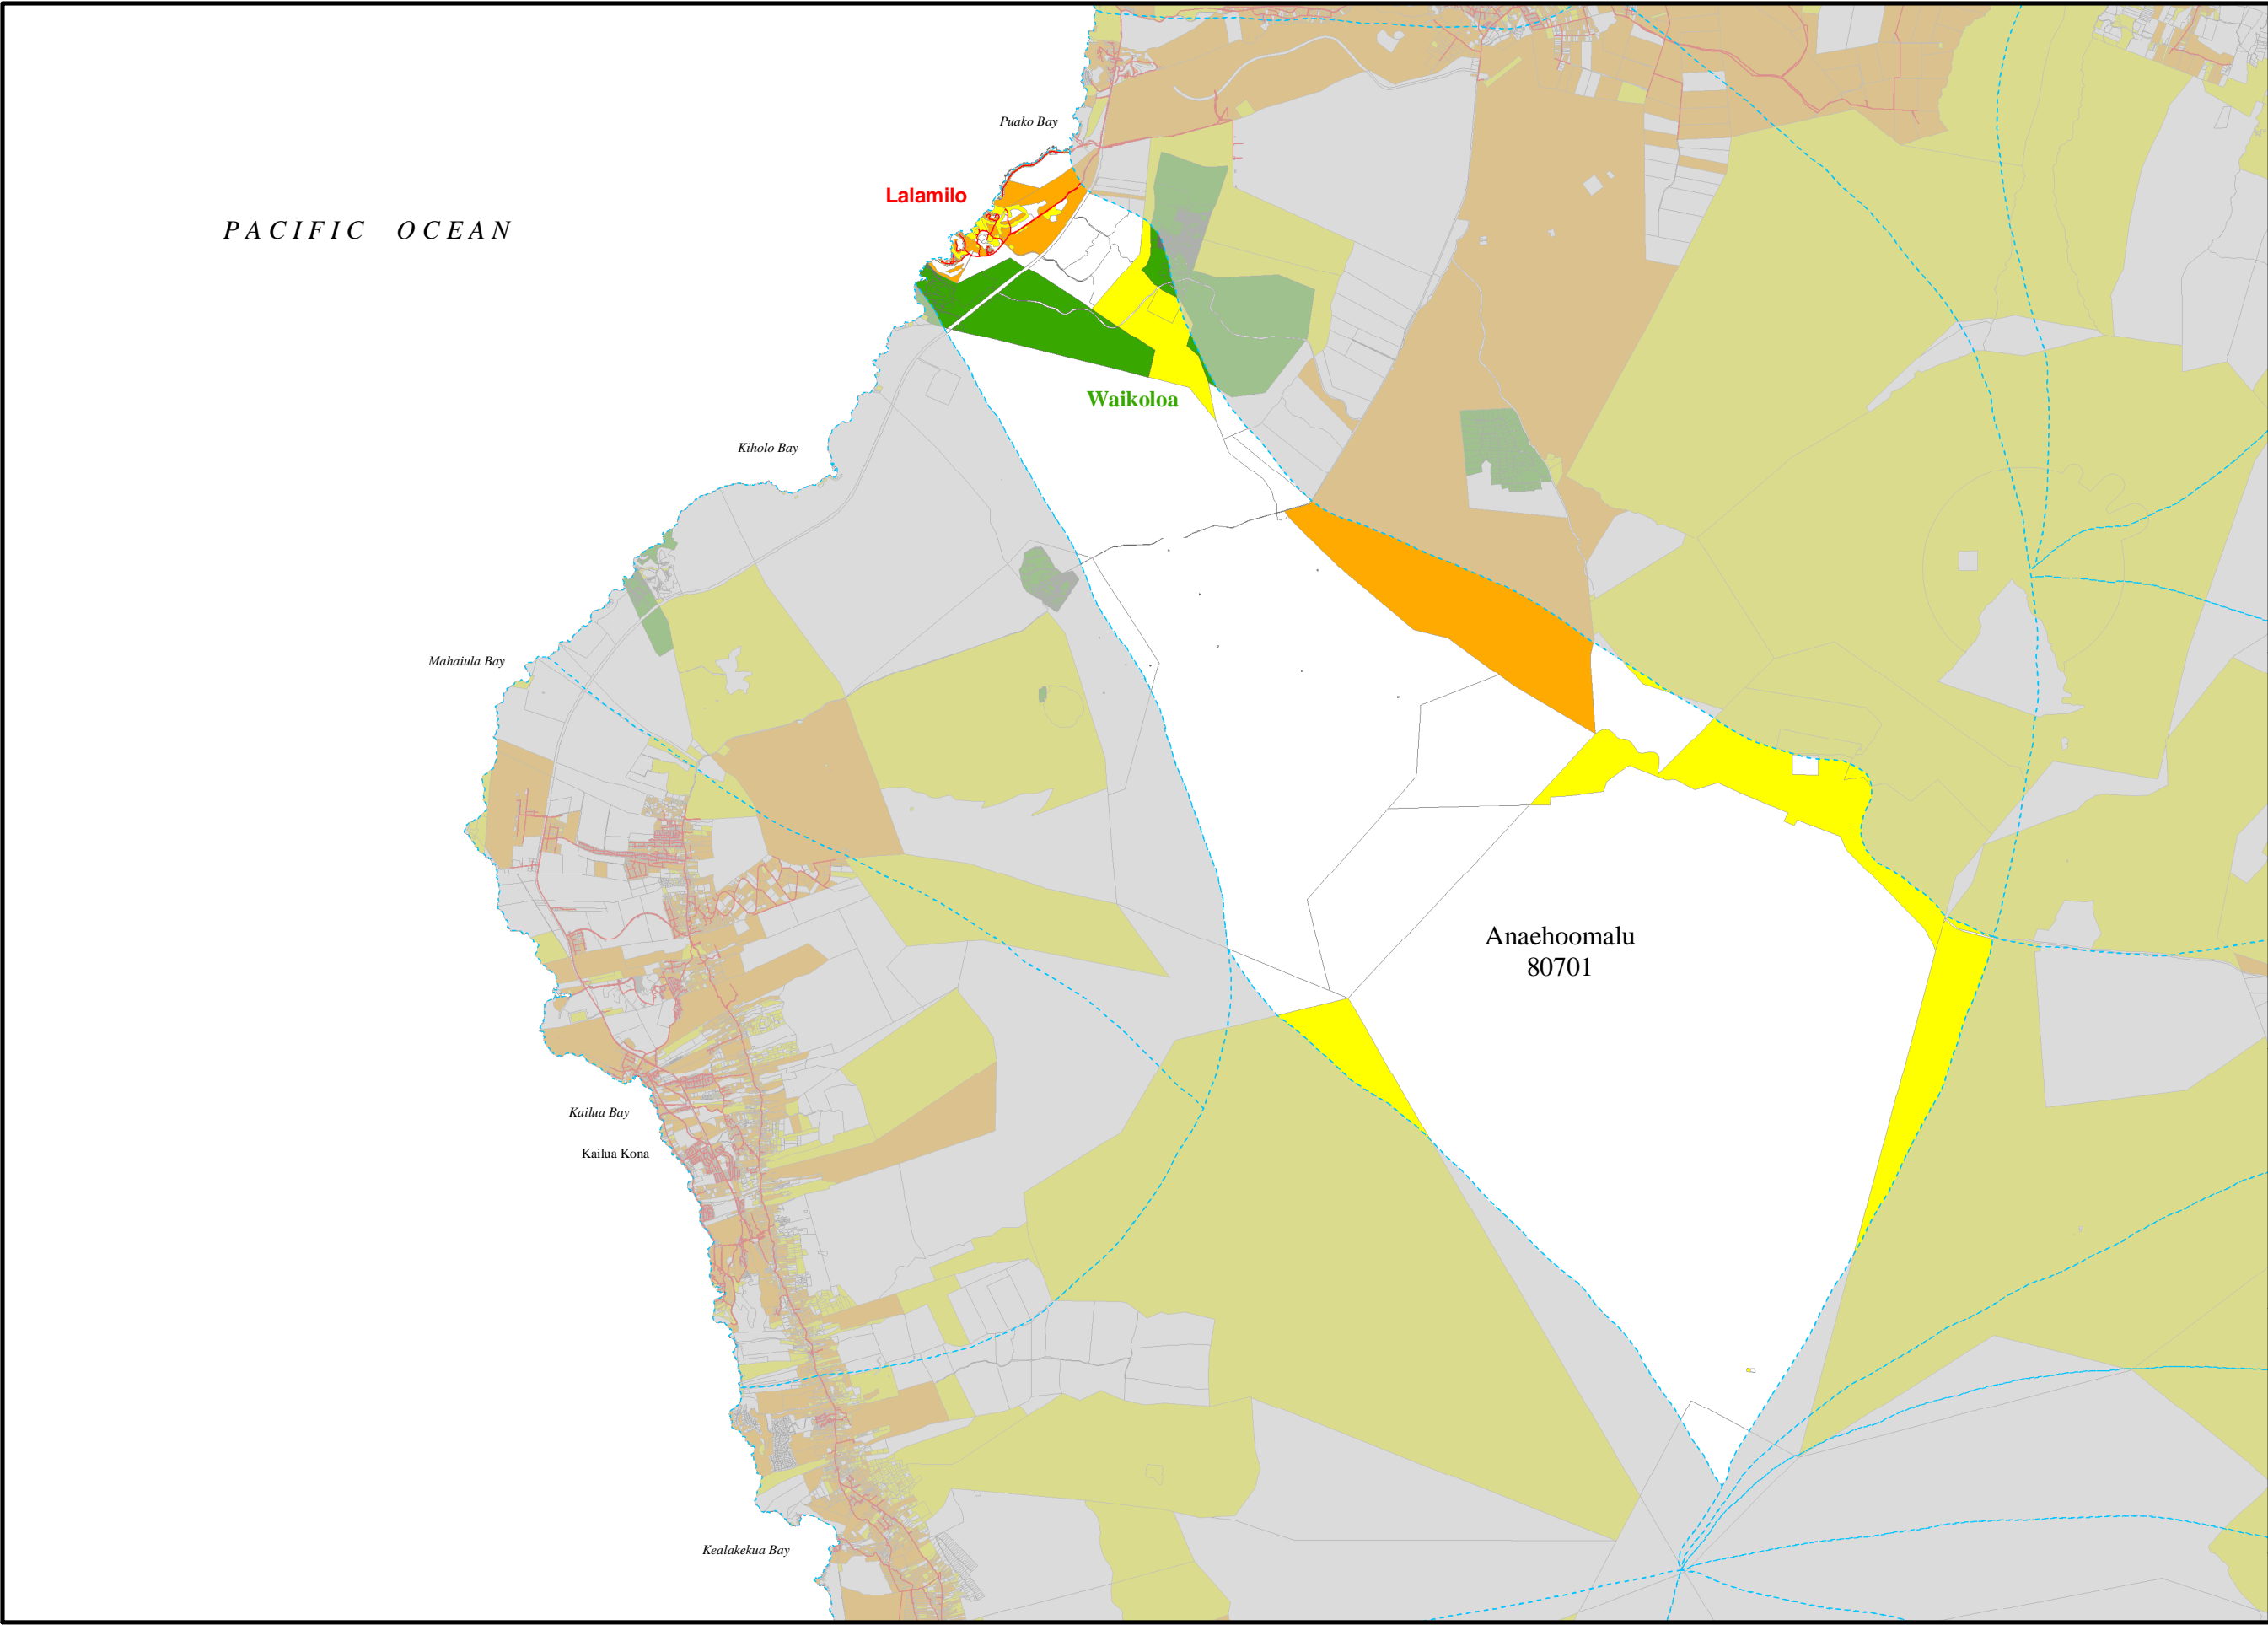 Puako Bay
Lalamilo
PACIFIC OCEAN
Waikoloa
Kiholo Bay
Mahaiula Bay
Anaehoomalu
80701
Kailua Bay
Kailua Kona
Kealakekua Bay